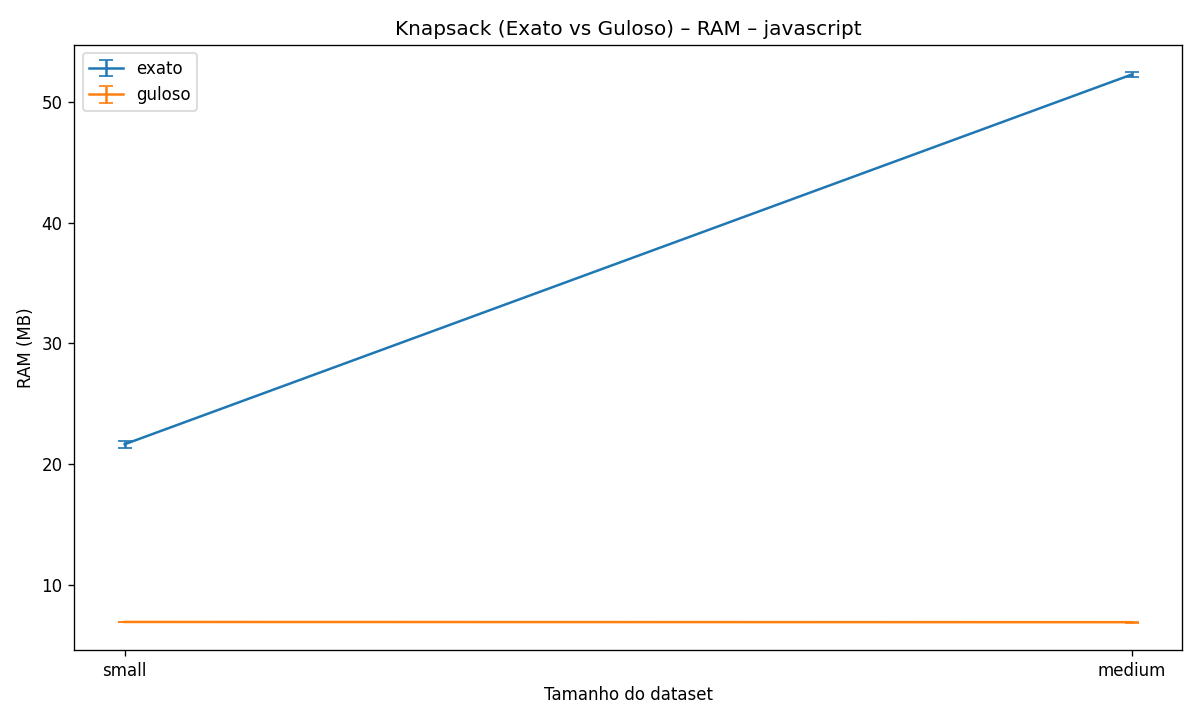 Knapsack (Exato vs Guloso) – RAM – javascript
exato
guloso
RAM (MB)
50
40
30
20
10
small
medium
Tamanho do dataset